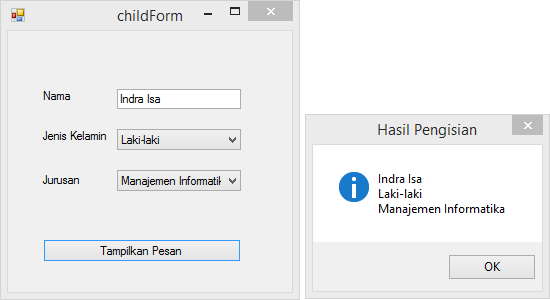 childForm
Nama
Indra Isa
Jenis Kelamin
Laki-laki
Jurusan
Manajemen Informatik
Tampilkan Pesan
Hasil Pengisian
Indra Isa
Laki-laki
Manajemen Informatika
OK